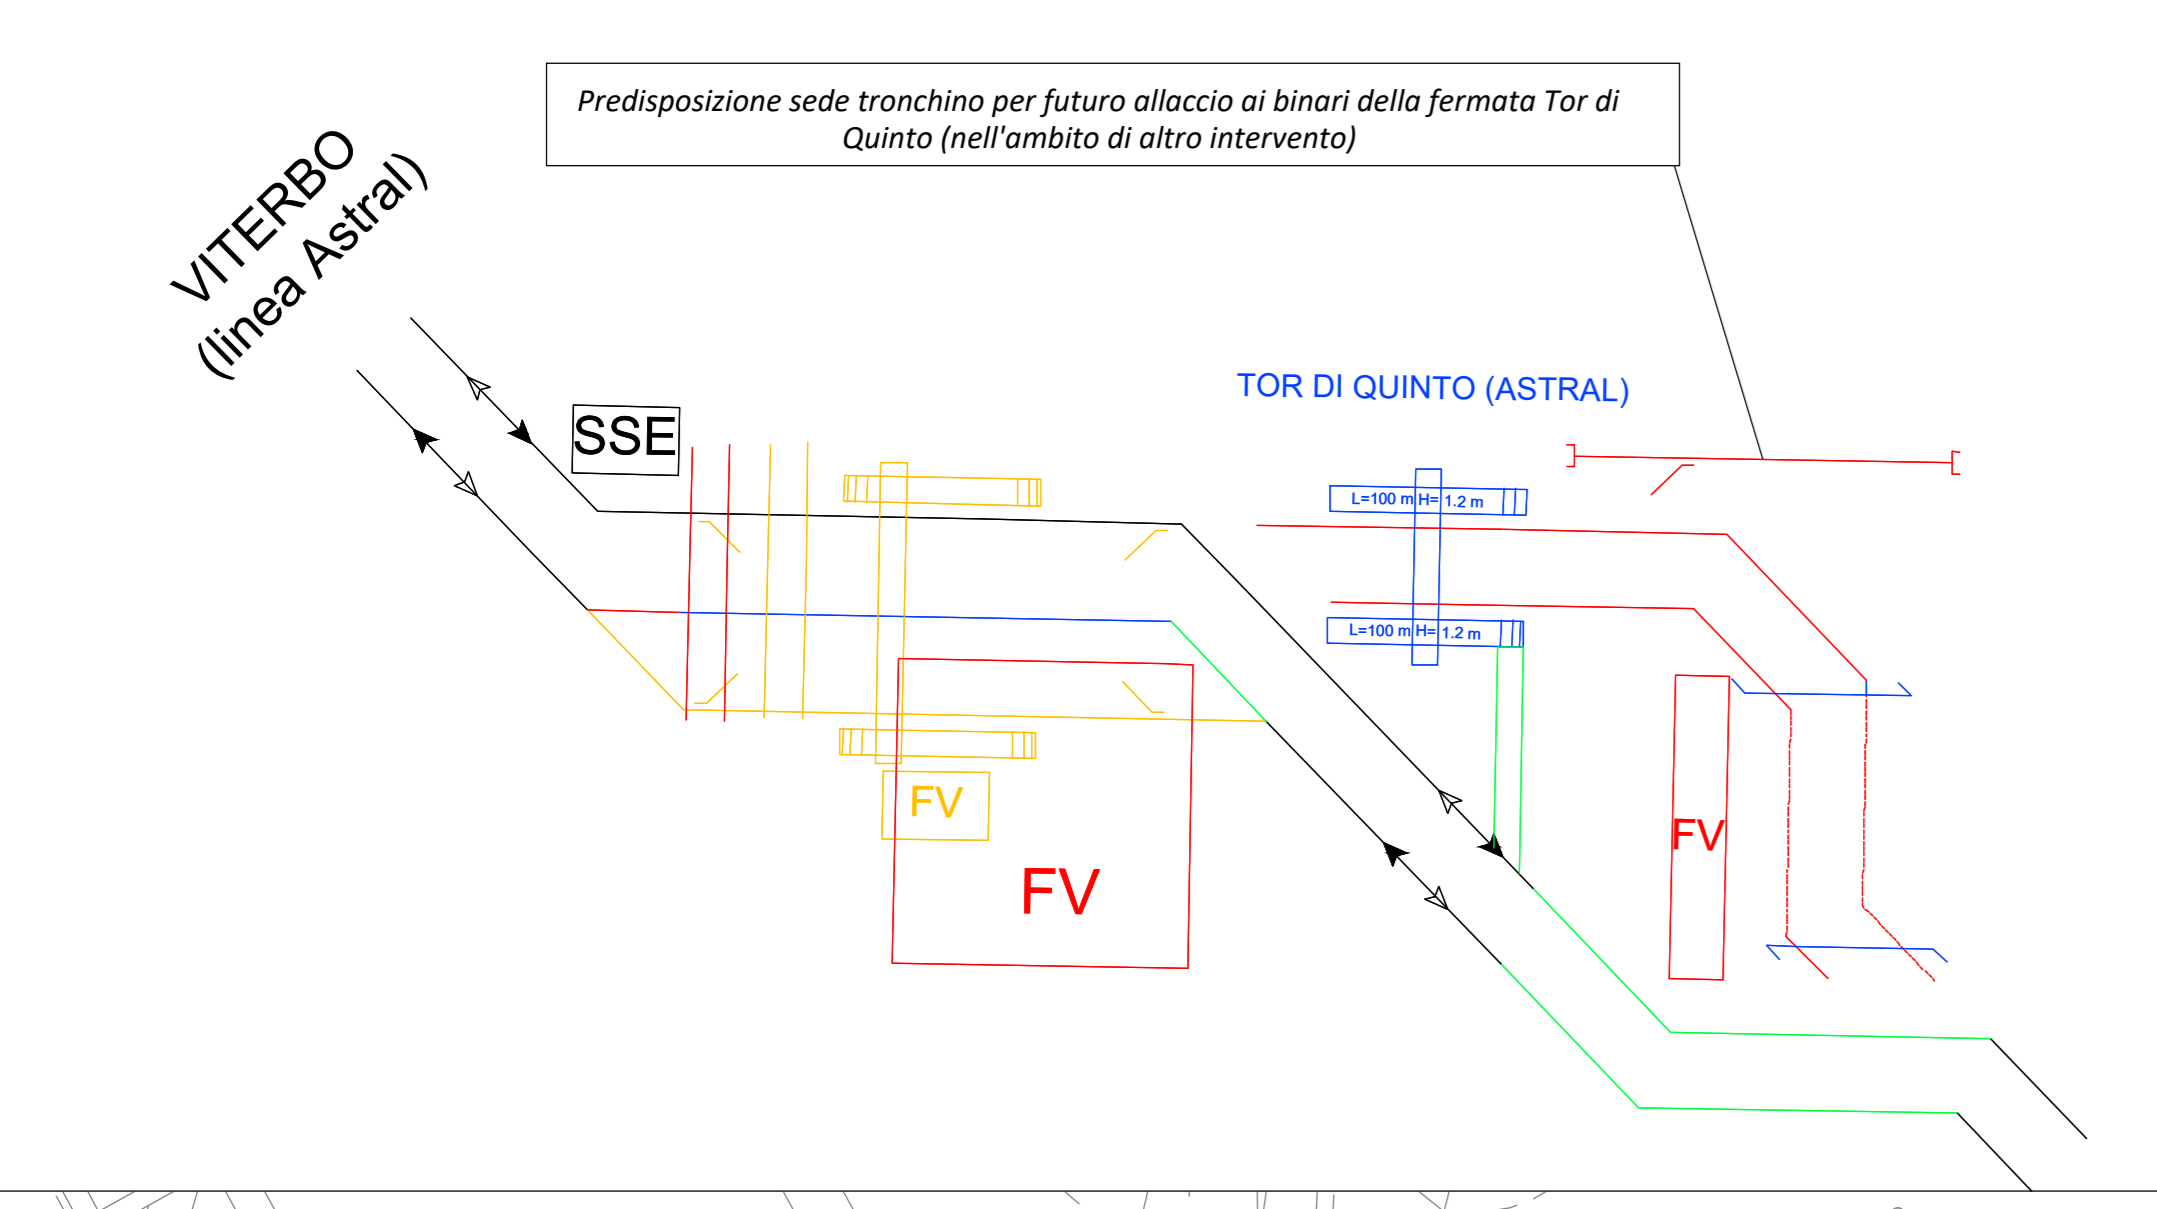 Predisposizione sede tronchino per futuro allaccio ai binari della fermata Tor di
Quinto (nell'ambito di altro intervento)
VITERBO
(linea Astral)
SSE
TOR DI QUINTO (ASTRAL)
L=100 m H= 1.2 m
L=100 m H= 1.2 m
FV
FV
FV